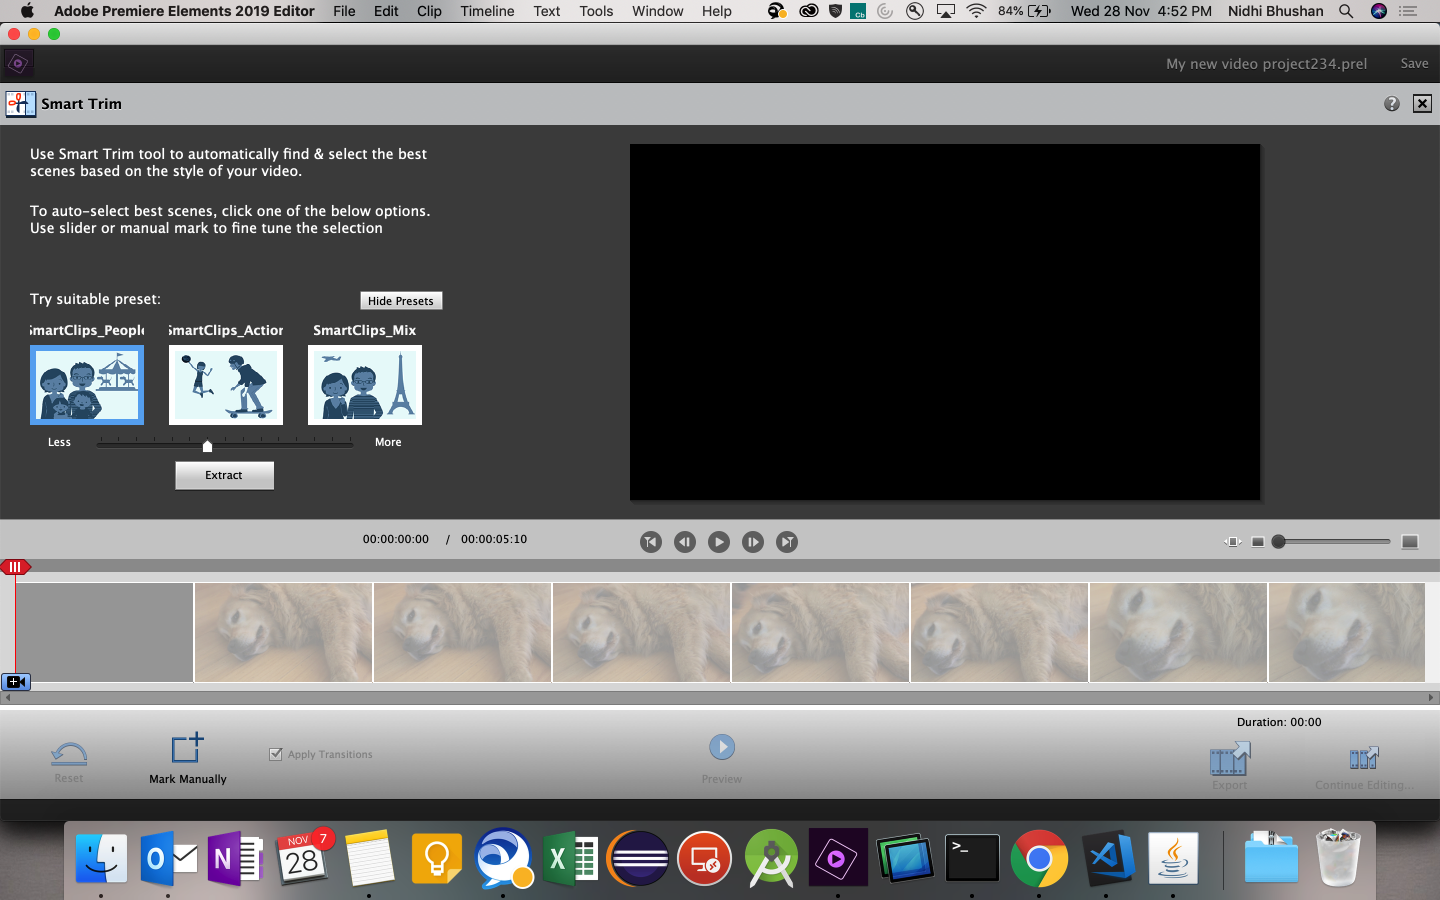 Adobe Premiere Elements 2019 Editor File Edit Clip Timeline Text Tools Window Help Cb 84% Wed 28 Nov 4:52 PM Nidhi Bhushan
My new video project234.prel Save
Smart Trim ?
Use Smart Trim tool to automatically find & select the best
scenes based on the style of your video.
To auto-select best scenes, click one of the below options.
Use slider or manual mark to fine tune the selection
Try suitable preset: Hide Presets
SmartClips_People SmartClips_Action SmartClips_Mix
Less More
Extract
00:00:00:00 / 00:00:05:10
Duration: 00:00
Apply Transitions
Reset Mark Manually Preview Export Continue Editing...
NOV 7
28
>_